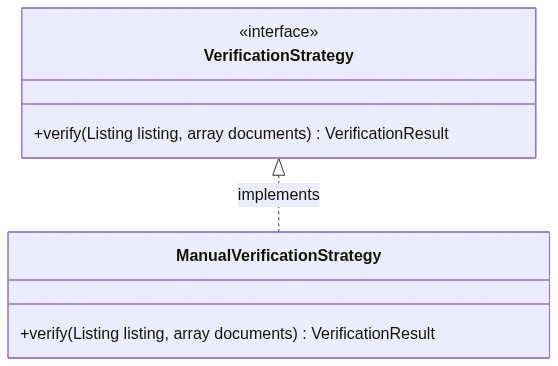 «interface»
VerificationStrategy
+verify(Listing listing, array documents) : VerificationResult
implements
ManualVerificationStrategy
+verify(Listing listing, array documents) : VerificationResult